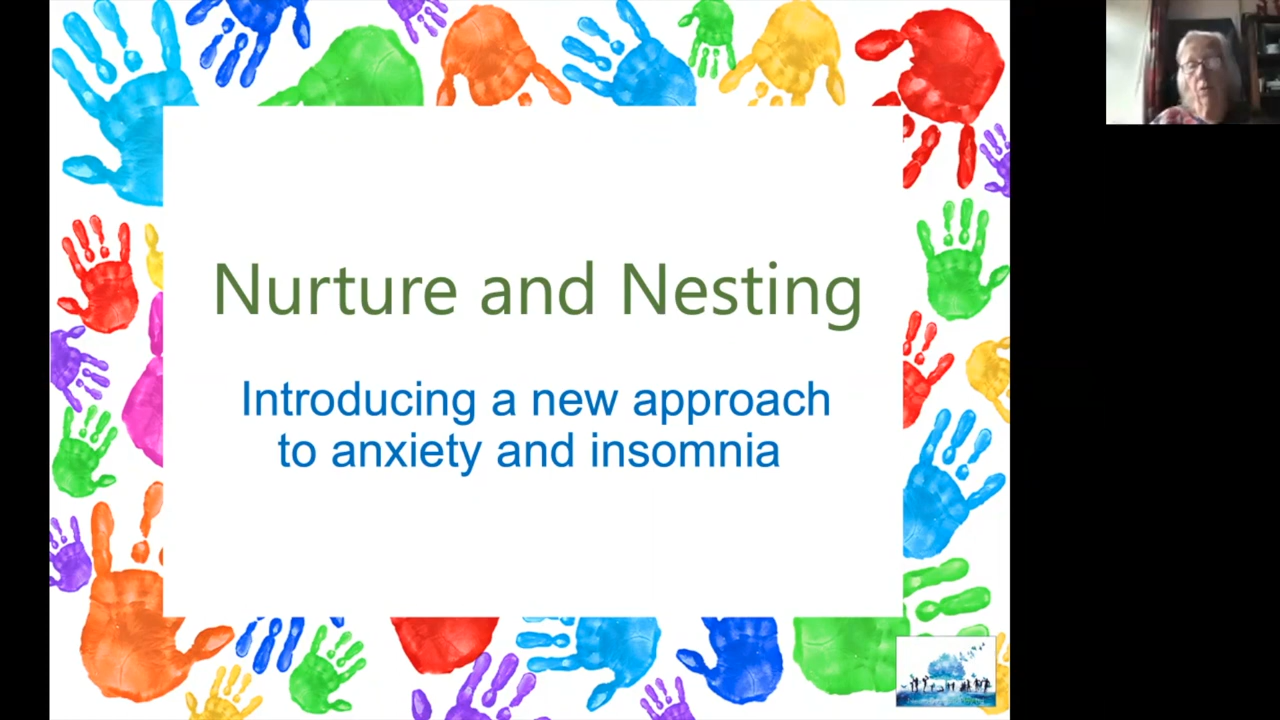 Nurture and Nesting
Introducing a new approach
to anxiety and insomnia